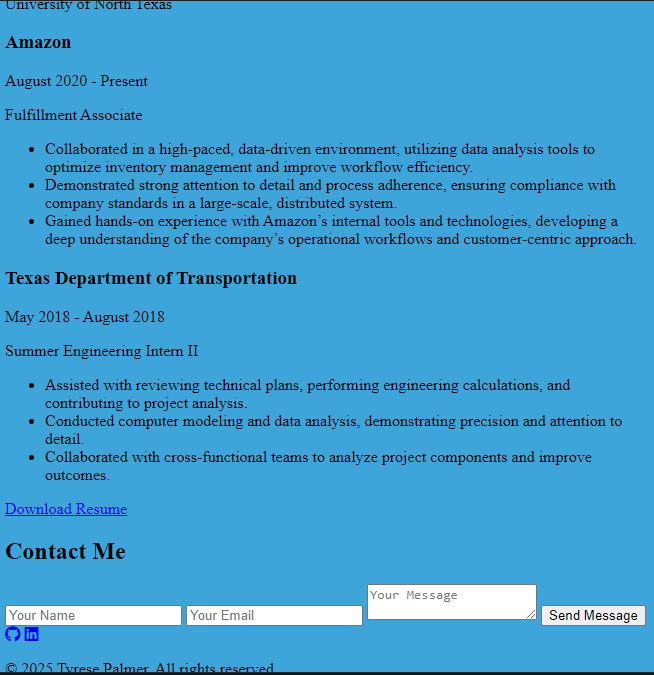 University of North Texas
Amazon
August 2020 - Present
Fulfillment Associate
Collaborated in a high-paced, data-driven environment, utilizing data analysis tools to
optimize inventory management and improve workflow efficiency.
Demonstrated strong attention to detail and process adherence, ensuring compliance with
company standards in a large-scale, distributed system.
Gained hands-on experience with Amazon’s internal tools and technologies, developing a
deep understanding of the company’s operational workflows and customer-centric approach.
Texas Department of Transportation
May 2018 - August 2018
Summer Engineering Intern II
Assisted with reviewing technical plans, performing engineering calculations, and
contributing to project analysis.
Conducted computer modeling and data analysis, demonstrating precision and attention to
detail.
Collaborated with cross-functional teams to analyze project components and improve
outcomes.
Download Resume
Contact Me
Your Name Your Email Your Message Send Message
© 2025 Tyrese Palmer. All rights reserved.